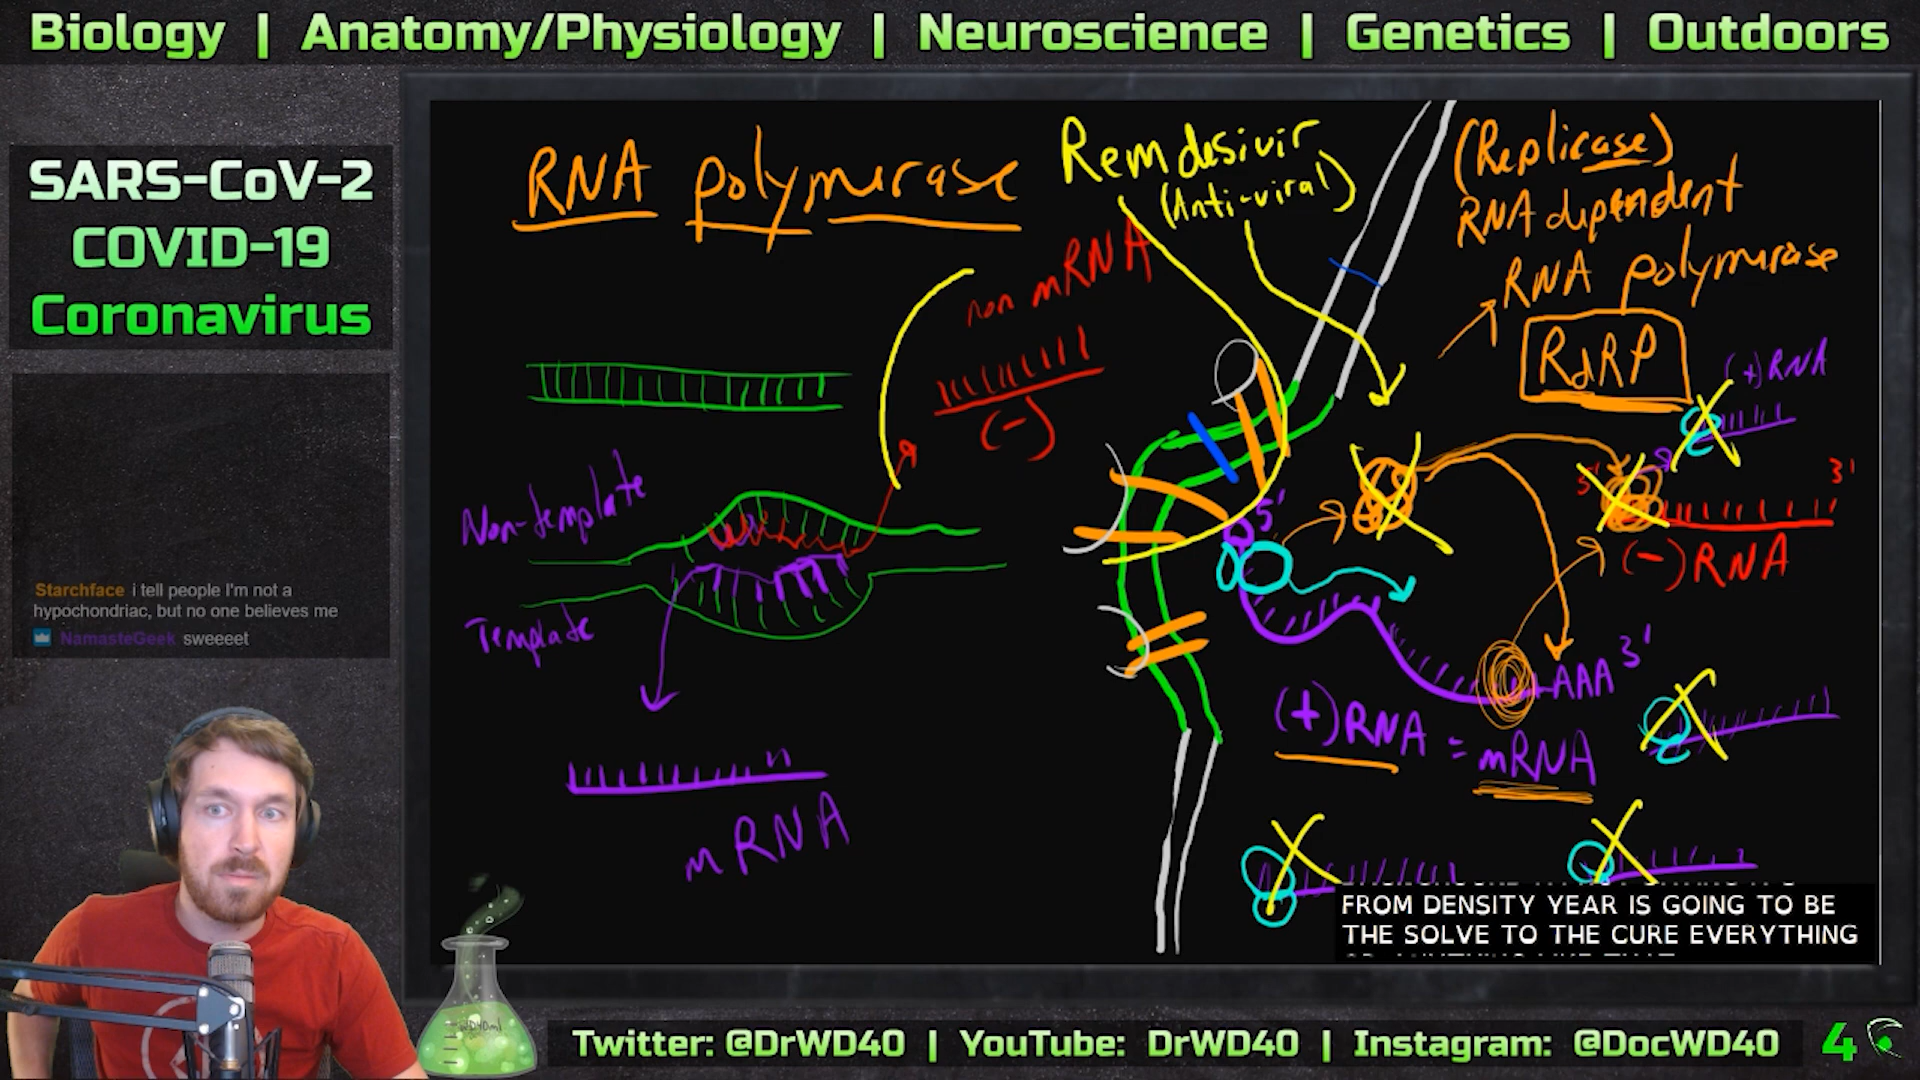 Biology | Anatomy/Physiology | Neuroscience | Genetics | Outdoors
SARS-CoV-2
COVID-19
Coronavirus
Starchface i tell people I'm not a
hypochondriac, but no one believes me
NamasteGeek sweeeet
RNA polymerase
Remdesivir
(Anti-viral)
(Replicase)
RNA dependent
RNA polymerase
RdRP
(+)RNA
non mRNA
(-)
Non-template
Template
mRNA
5'
5'
3'
(-)RNA
AAA 3'
(+)RNA = mRNA
FROM DENSITY YEAR IS GOING TO BE
THE SOLVE TO THE CURE EVERYTHING
Twitter: @DrWD40 | YouTube: DrWD40 | Instagram: @DocWD40
4